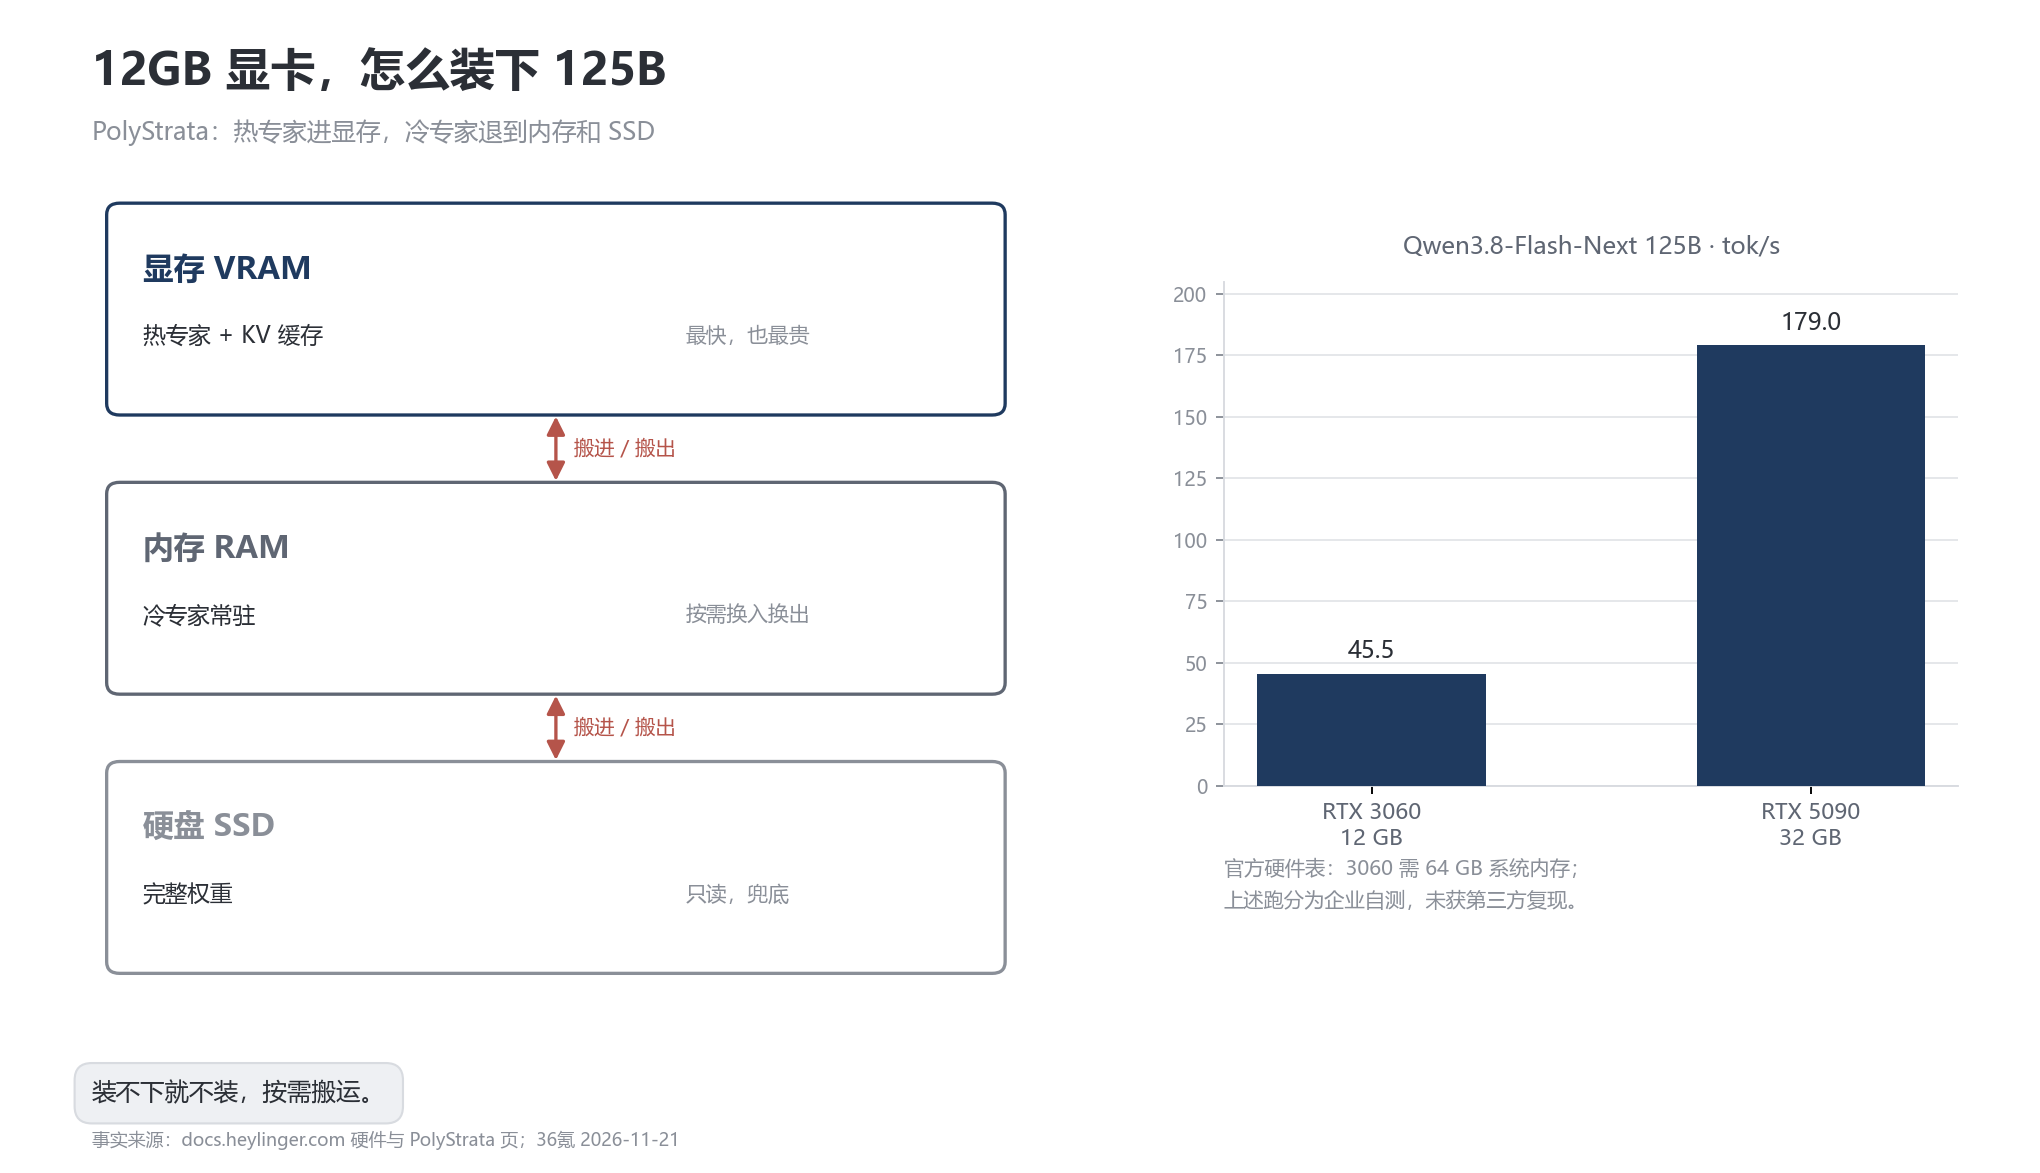 12GB 显卡，怎么装下 125B
PolyStrata：热专家进显存，冷专家退到内存和 SSD
显存 VRAM
热专家 + KV 缓存
最快，也最贵
搬进 / 搬出
内存 RAM
冷专家常驻
按需换入换出
搬进 / 搬出
硬盘 SSD
完整权重
只读，兜底
Qwen3.8-Flash-Next 125B · tok/s
200
175
150
125
100
75
50
25
0
45.5
179.0
RTX 3060
12 GB
RTX 5090
32 GB
官方硬件表：3060 需 64 GB 系统内存；
上述跑分为企业自测，未获第三方复现。
装不下就不装，按需搬运。
事实来源：docs.heylinger.com 硬件与 PolyStrata 页；36氪 2026-11-21